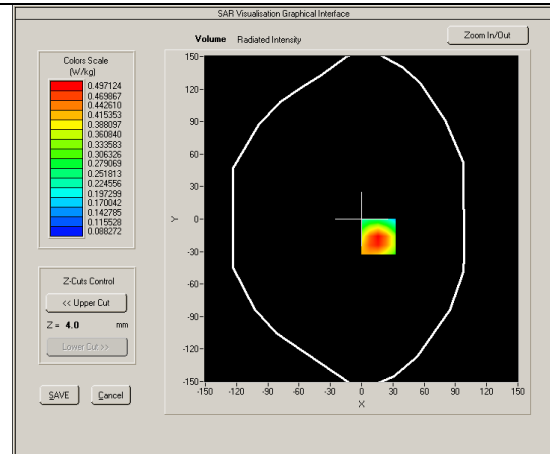 SAR Visualisation Graphical Interface
Volume Radiated Intensity
Zoom In/Out
Colors Scale
(W/kg)
0.497124
0.469867
0.442610
0.415353
0.388097
0.360840
0.333583
0.306326
0.279069
0.251813
0.224556
0.197299
0.170042
0.142785
0.115528
0.088272
Z-Cuts Control
<< Upper Cut
Z = 4.0 mm
Lower Cut >>
SAVE Cancel
150
120
90
60
30
0
-30
-60
-90
-120
-150
Y
-150 -120 -90 -60 -30 0 30 60 90 120 150
X